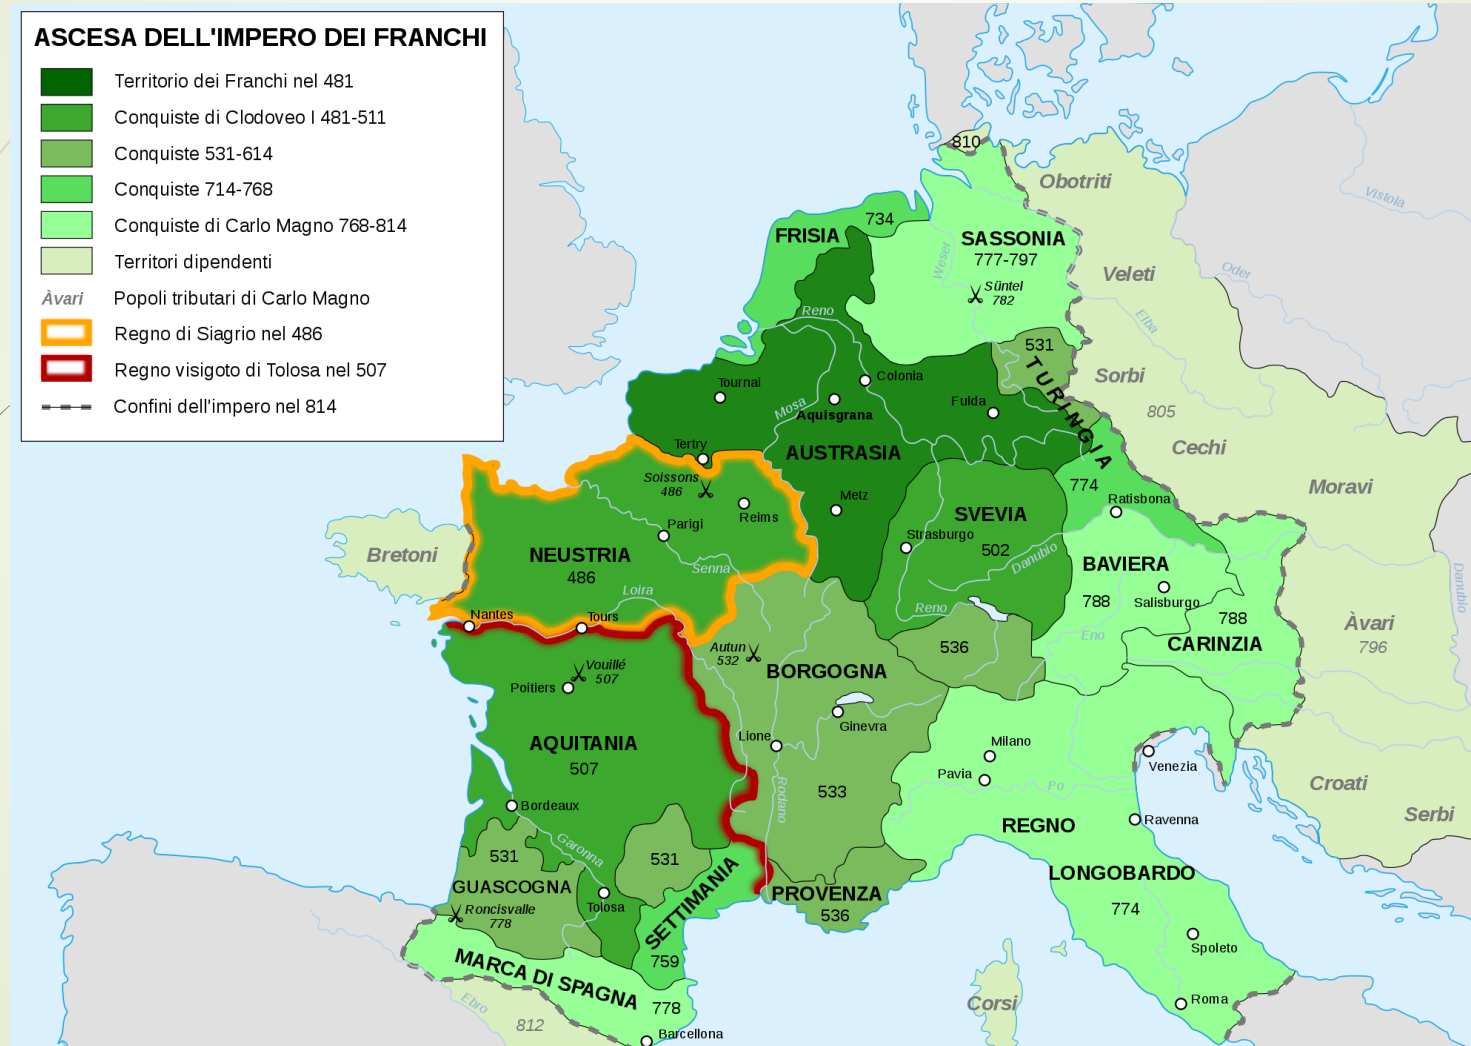 ASCESA DELL'IMPERO DEI FRANCHI
Territorio dei Franchi nel 481
Conquiste di Clodoveo I 481-511
Conquiste 531-614
Conquiste 714-768
Conquiste di Carlo Magno 768-814
Territori dipendenti
Àvari Popoli tributari di Carlo Magno
Regno di Siagrio nel 486
Regno visigoto di Tolosa nel 507
Confini dell'impero nel 814
810
Obotriti
Vistola
734
FRISIA
SASSONIA
777-797
Weser
Veleti
Oder
Süntel
782
Reno
Elba
531
TURINGIA
Sorbi
805
Tournai
Colonia
Mosa
Aquisgrana
Fulda
Cechi
Tertry
AUSTRASIA
Soissons
486
774
Moravi
Metz
Ratisbona
Reims
SVEVIA
Parigi
Strasburgo
502
Bretoni
NEUSTRIA
486
Senna
Danubio
BAVIERA
Danubio
Loira
788
Salisburgo
Nantes
Tours
Reno
788
Àvari
796
Eno
CARINZIA
Autun
532
536
Vouillé
507
BORGOGNA
Poitiers
Ginevra
AQUITANIA
507
Lione
Milano
Venezia
Pavia
Po
Croati
533
Rodano
Bordeaux
Serbi
REGNO
Ravenna
Garonna
531
531
LONGOBARDO
GUASCOGNA
PROVENZA
536
Tolosa
Roncisvalle
778
SETTIMANIA
759
774
Spoleto
MARCA DI SPAGNA
778
Ebro
812
Barcellona
Corsi
Roma